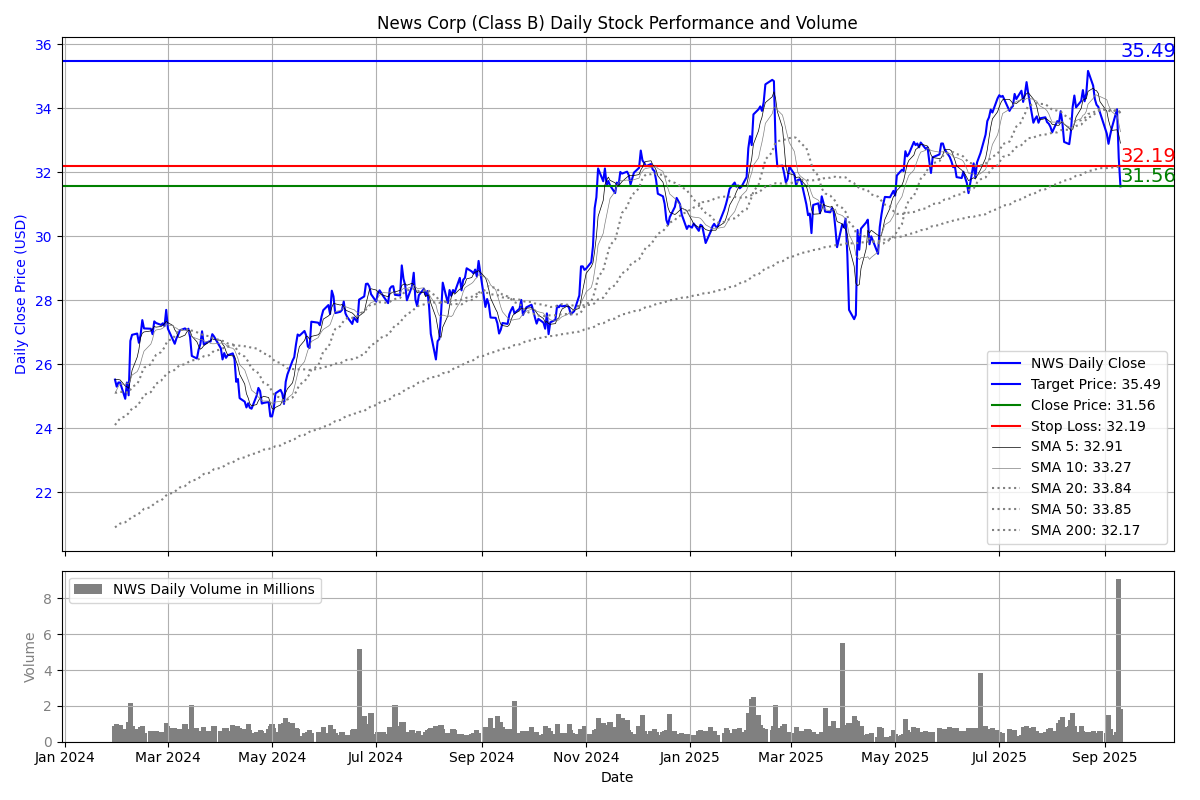 News Corp (Class B) Daily Stock Performance and Volume
36
34
32
30
28
26
24
22
Daily Close Price (USD)
35.49
32.19
31.56
NWS Daily Close
Target Price: 35.49
Close Price: 31.56
Stop Loss: 32.19
SMA 5: 32.91
SMA 10: 33.27
SMA 20: 33.84
SMA 50: 33.85
SMA 200: 32.17
NWS Daily Volume in Millions
8
6
4
2
0
Volume
Jan 2024 Mar 2024 May 2024 Jul 2024 Sep 2024 Nov 2024 Jan 2025 Mar 2025 May 2025 Jul 2025 Sep 2025
Date